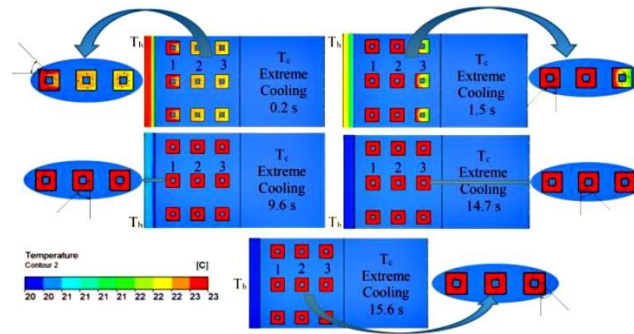 Th
1 2 3
Tc
Extreme
Cooling
0.2 s
Th
1 2 3
Tc
Extreme
Cooling
1.5 s
1 2 3
Tc
Extreme
Cooling
9.6 s
Th
1 2 3
Tc
Extreme
Cooling
14.7 s
Th
Temperature
Contour 2
[C]
20 20 21 21 21 22 22 22 23 23
Th
1 2 3
Tc
Extreme
Cooling
15.6 s